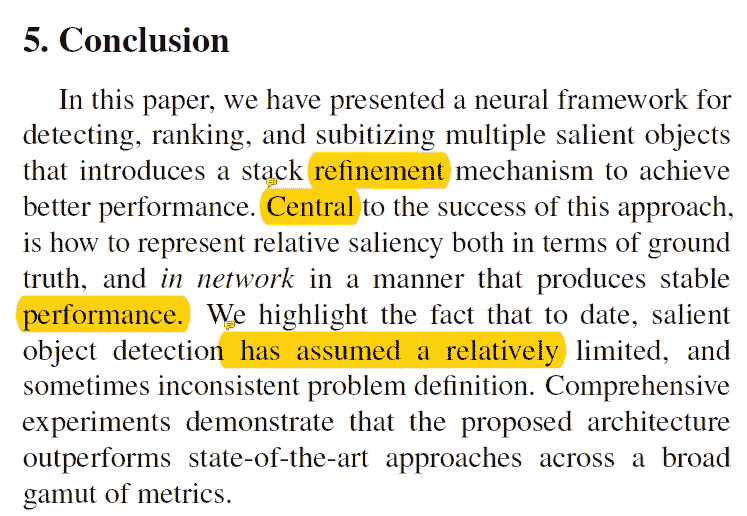 5. Conclusion
In this paper, we have presented a neural framework for
detecting, ranking, and subitizing multiple salient objects
that introduces a stack refinement mechanism to achieve
better performance. Central to the success of this approach,
is how to represent relative saliency both in terms of ground
truth, and in network in a manner that produces stable
performance. We highlight the fact that to date, salient
object detection has assumed a relatively limited, and
sometimes inconsistent problem definition. Comprehensive
experiments demonstrate that the proposed architecture
outperforms state-of-the-art approaches across a broad
gamut of metrics.